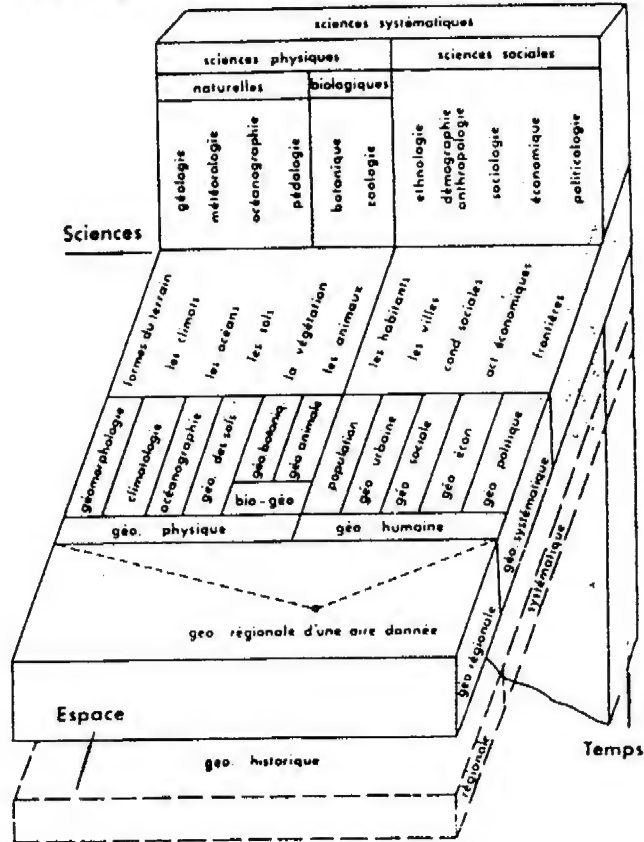 sciences systématiques
sciences physiques
sciences sociales
naturelles
biologiques
géologie
météorologie
océanographie
pédologie
botanique
zoologie
ethnologie
démographie
anthropologie
sociologie
économique
politicologie
Sciences
formes du terrain
les climats
les océans
les sols
la végétation
les animaux
les habitants
les villes
cond sociales
act économiques
frontières
géomorphologie
climatologie
océanographie
géo. des sols
géo botaniq
géo animale
bio-géo
population
géo urbaine
géo sociale
géo écon
géo politique
géo. physique
géo humaine
géo systématique
systématique
geo régionale d'une aire donnée
géo régionale
régionale
Espace
geo. historique
Temps